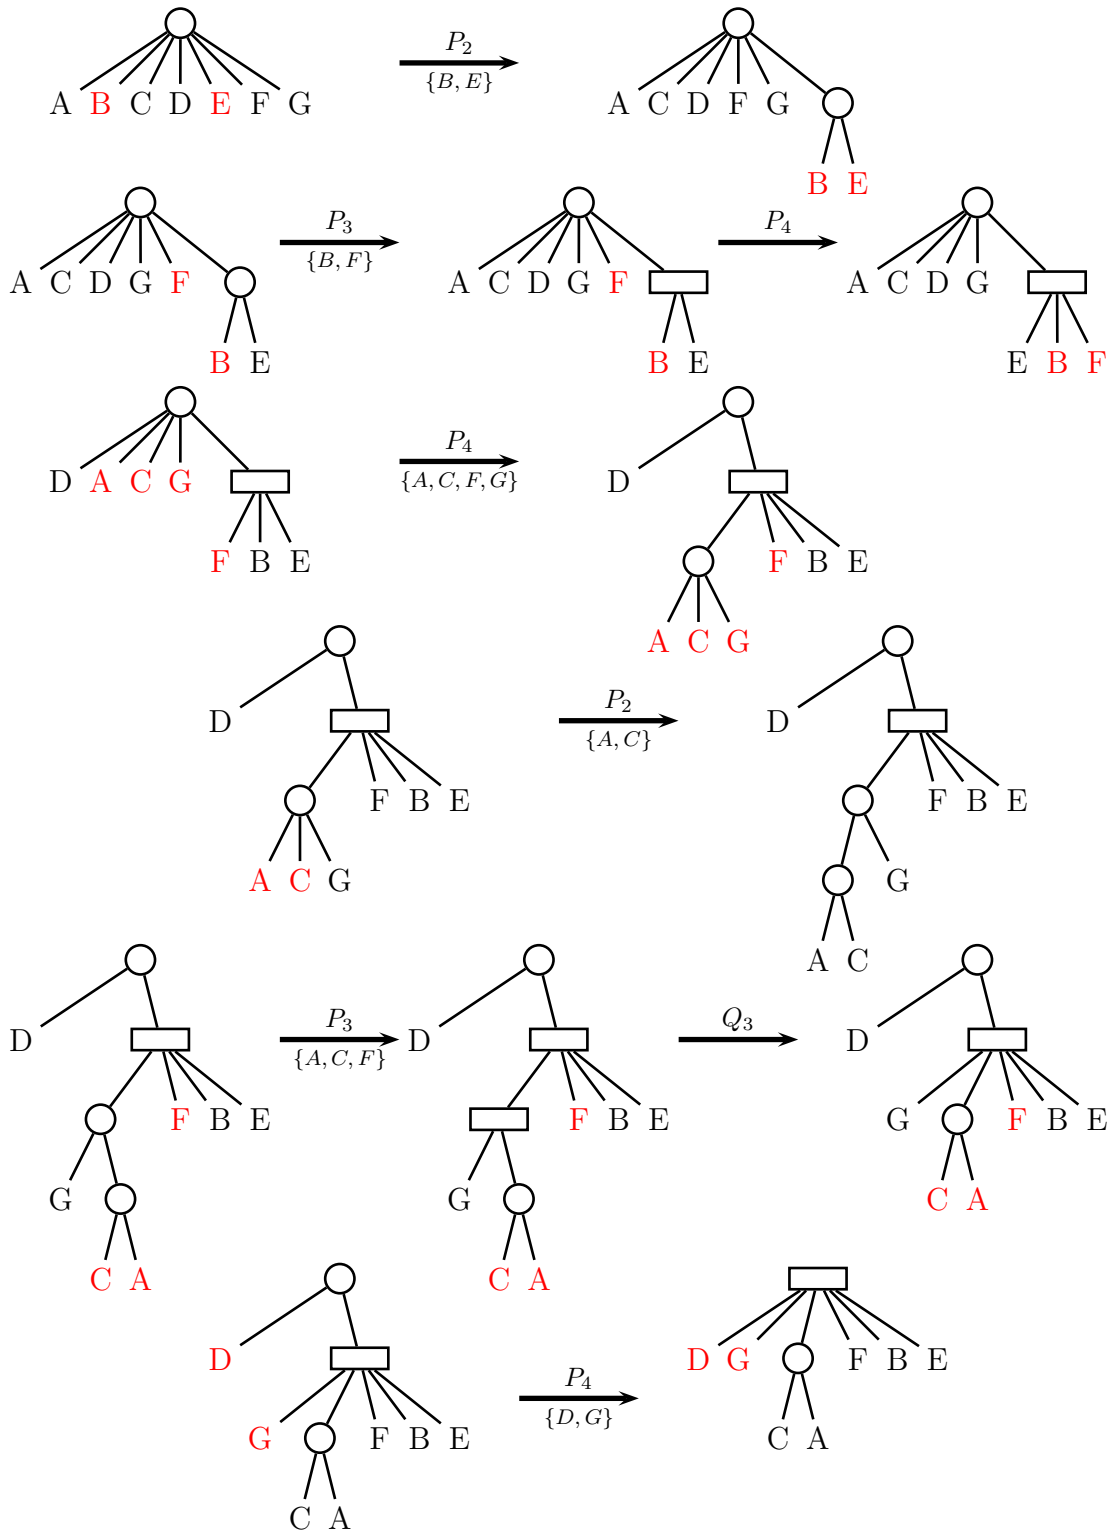 P2
{B, E}
A B C D E F G
A C D F G
B E
P3
{B, F}
P4
A C D G F
A C D G F
A C D G
B E
B E
E B F
P4
{A, C, F, G}
D A C G
D
F B E
F B E
A C G
P2
{A, C}
D
D
F B E
F B E
A C G
G
A C
P3
{A, C, F}
Q3
D
D
D
F B E
F B E
G F B E
G
G
C A
C A
C A
D
D G F B E
P4
{D, G}
G F B E
C A
C A